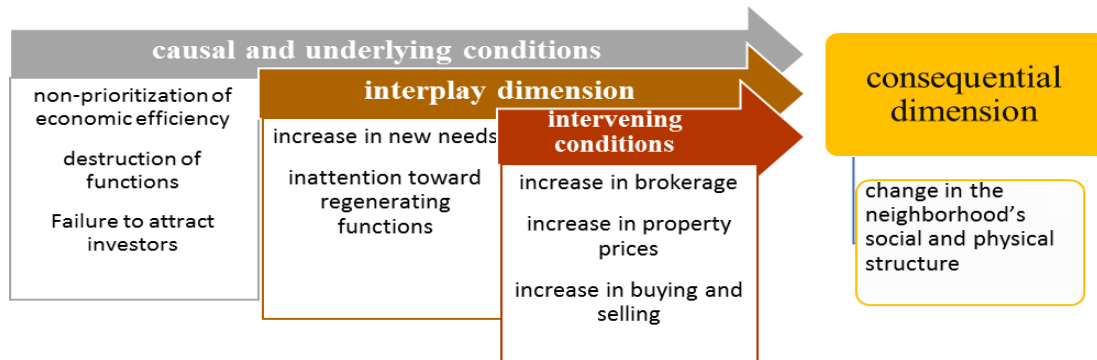 causal and underlying conditions
non-prioritization of
economic efficiency
destruction of
functions
Failure to attract
investors
interplay dimension
increase in new needs
inattention toward
regenerating
functions
intervening
conditions
increase in brokerage
increase in property
prices
increase in buying and
selling
consequential
dimension
change in the
neighborhood’s
social and physical
structure